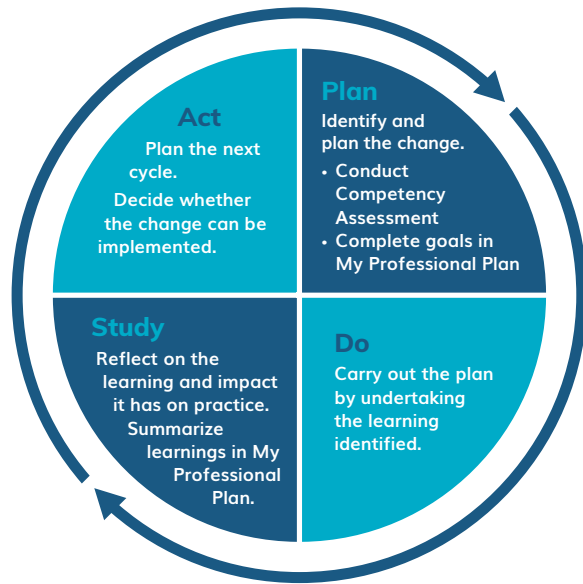 Plan
Identify and
plan the change.
• Conduct
Competency
Assessment
• Complete goals in
My Professional Plan
Do
Carry out the plan
by undertaking
the learning
identified.
Study
Reflect on the
learning and impact
it has on practice.
Summarize
learnings in My
Professional
Plan.
Act
Plan the next
cycle.
Decide whether
the change can be
implemented.